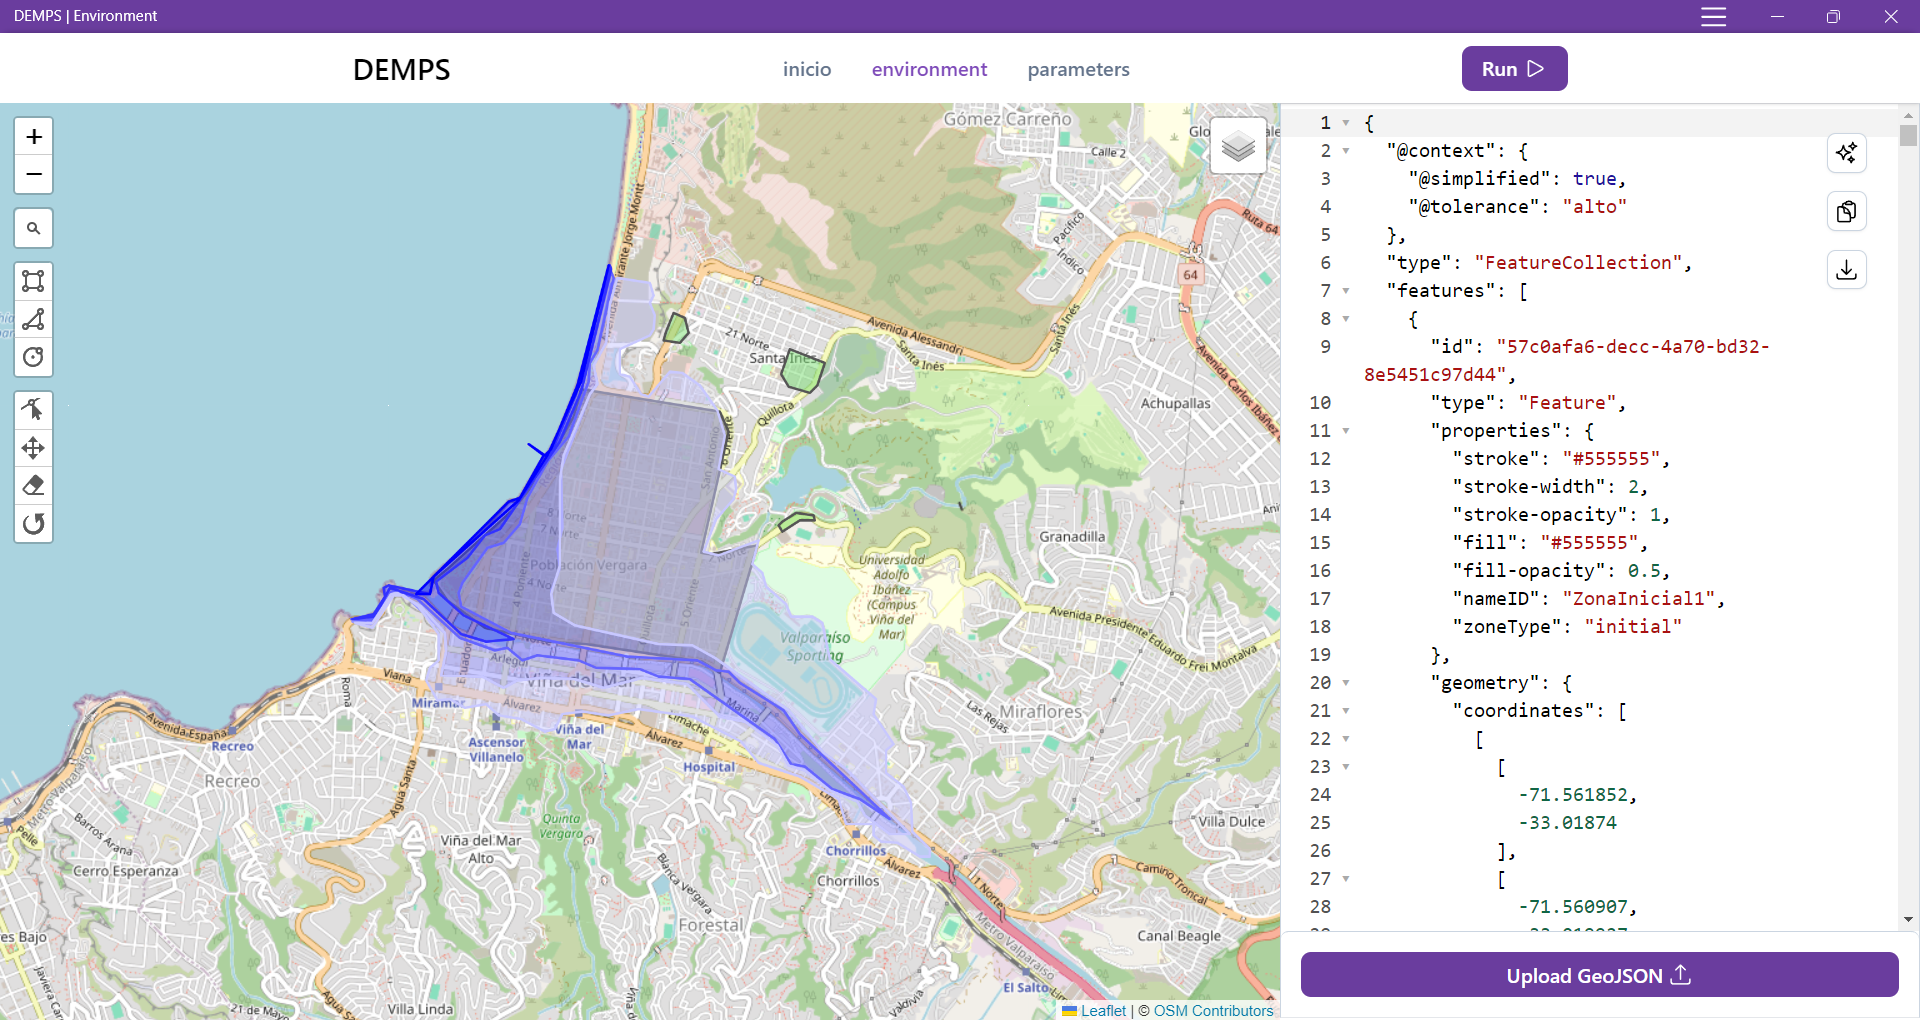 DEMPS | Environment
DEMPS
inicio
environment
parameters
Run
+
−
Gómez Carreño
Calle 2
Pacífico
Índico
Ruta 64
64
21 Norte
Santa Inés
Avenida Alessandri
Santa Inés
Santa Inés
Avenida Carlos Ibáñez
Achupallas
Quillota
8 Norte
7 Norte
Población Vergara
4 Norte
4 Poniente
5 Oriente
San Antonio
7 Norte
Granadilla
Universidad
Adolfo
Ibáñez
(Campus
Viña del
Mar)
Avenida Presidente Eduardo Frei Montalva
Valparaíso
Sporting
Arlegui
Viña del Mar
Viana
Álvarez
Marina
Limache
Álvarez
Roma
Avenida España
Recreo
Recreo
Agua Santa
Ascensor
Villanelo
Viña del
Mar
Hospital
Las Rejas
Miraflores
Metro Valparaíso
Pelle
Barros Arana
Cerro Esperanza
Viña del Mar
Alto
Quinta
Vergara
Blanca Vergara
Chorrillos
Chorrillos
Álvarez
Villa Dulce
Camino Troncal
1 Norte
Forestal
Canal Beagle
Metro Valparaíso
El Salto
es Bajo
Javiera Carrera
21 de Mayo
Agua Santa
Villa Linda
Valdivia
Leaflet | © OSM Contributors
1 {
2 "@context": {
3 "@simplified": true,
4 "@tolerance": "alto"
5 },
6 "type": "FeatureCollection",
7 "features": [
8 {
9 "id": "57c0afa6-decc-4a70-bd32-
8e5451c97d44",
10 "type": "Feature",
11 "properties": {
12 "stroke": "#555555",
13 "stroke-width": 2,
14 "stroke-opacity": 1,
15 "fill": "#555555",
16 "fill-opacity": 0.5,
17 "nameID": "ZonaInicial1",
18 "zoneType": "initial"
19 },
20 "geometry": {
21 "coordinates": [
22 [
23 [
24 -71.561852,
25 -33.01874
26 ],
27 [
28 -71.560907,
Upload GeoJSON